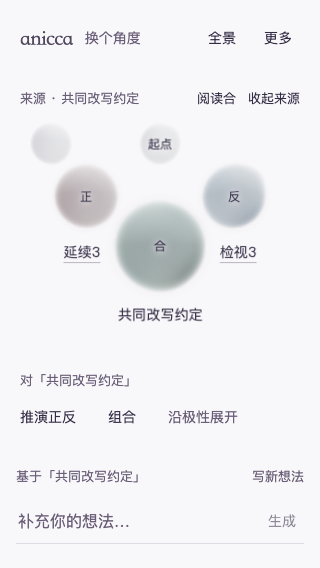 anicca 换个角度 全景 更多
来源 · 共同改写约定 阅读合 收起来源
起点
正 反
合
延续3 检视3
共同改写约定
对「共同改写约定」
推演正反 组合 沿极性展开
基于「共同改写约定」 写新想法
补充你的想法… 生成